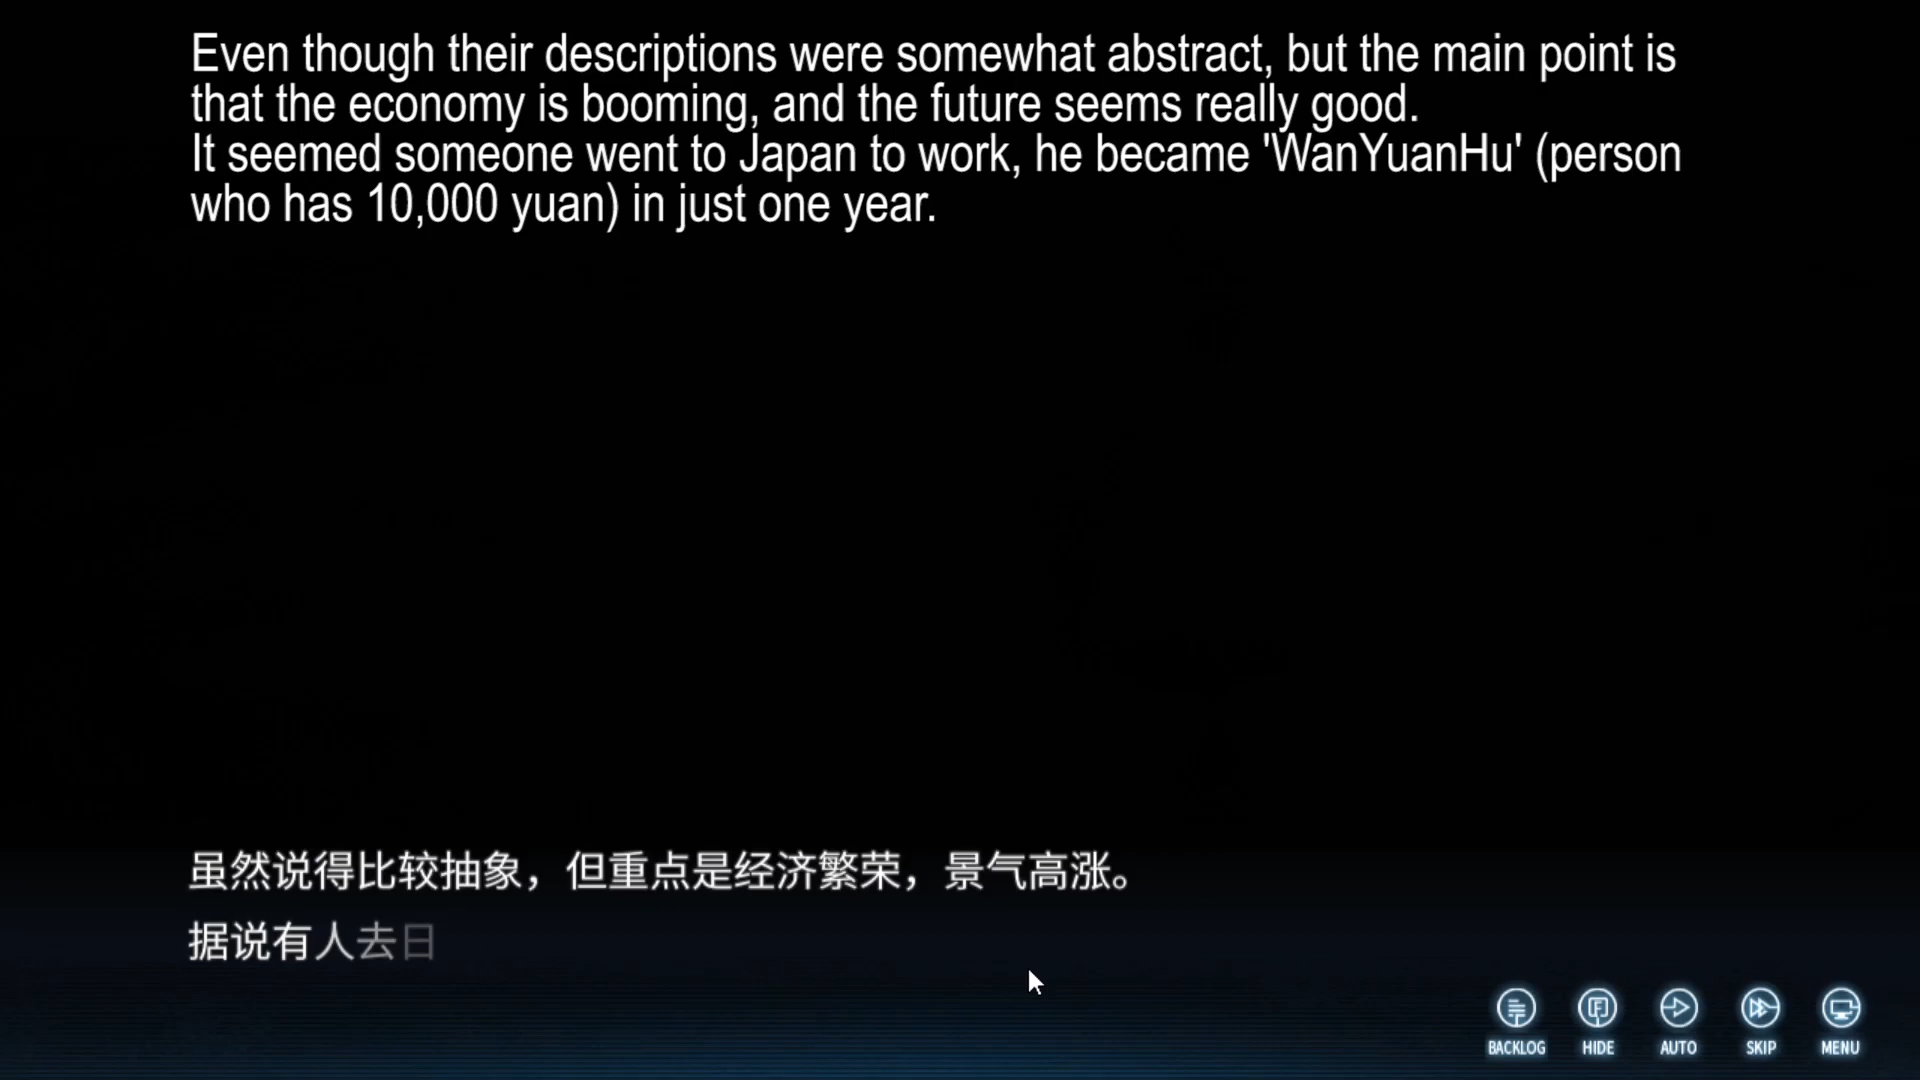 Even though their descriptions were somewhat abstract, but the main point is
that the economy is booming, and the future seems really good.
It seemed someone went to Japan to work, he became 'WanYuanHu' (person
who has 10,000 yuan) in just one year.
虽然说得比较抽象，但重点是经济繁荣，景气高涨。
据说有人去日
BACKLOG HIDE AUTO SKIP MENU